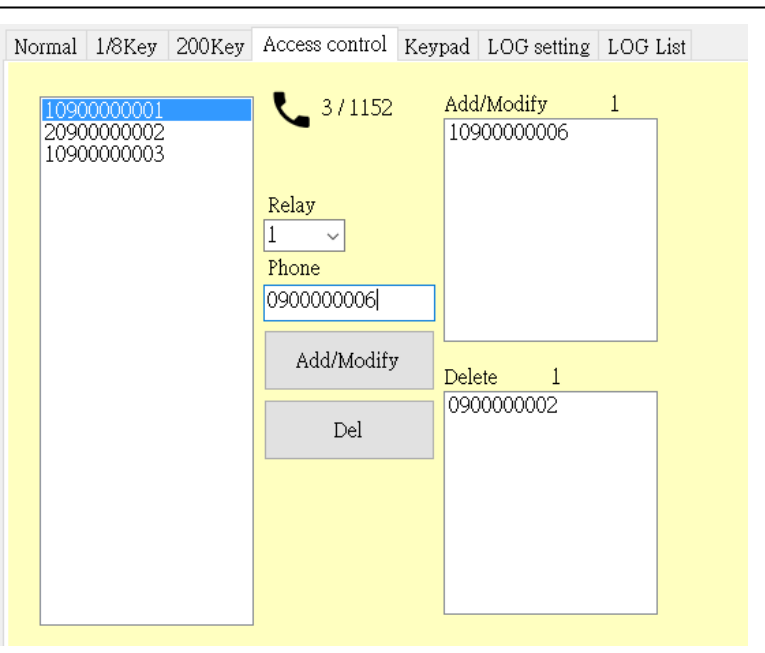 Normal 1/8Key 200Key Access control Keypad LOG setting LOG List
10900000001
20900000002
10900000003
3 / 1152
Relay
1
Phone
0900000006
Add/Modify
Del
Add/Modify 1
10900000006
Delete 1
0900000002